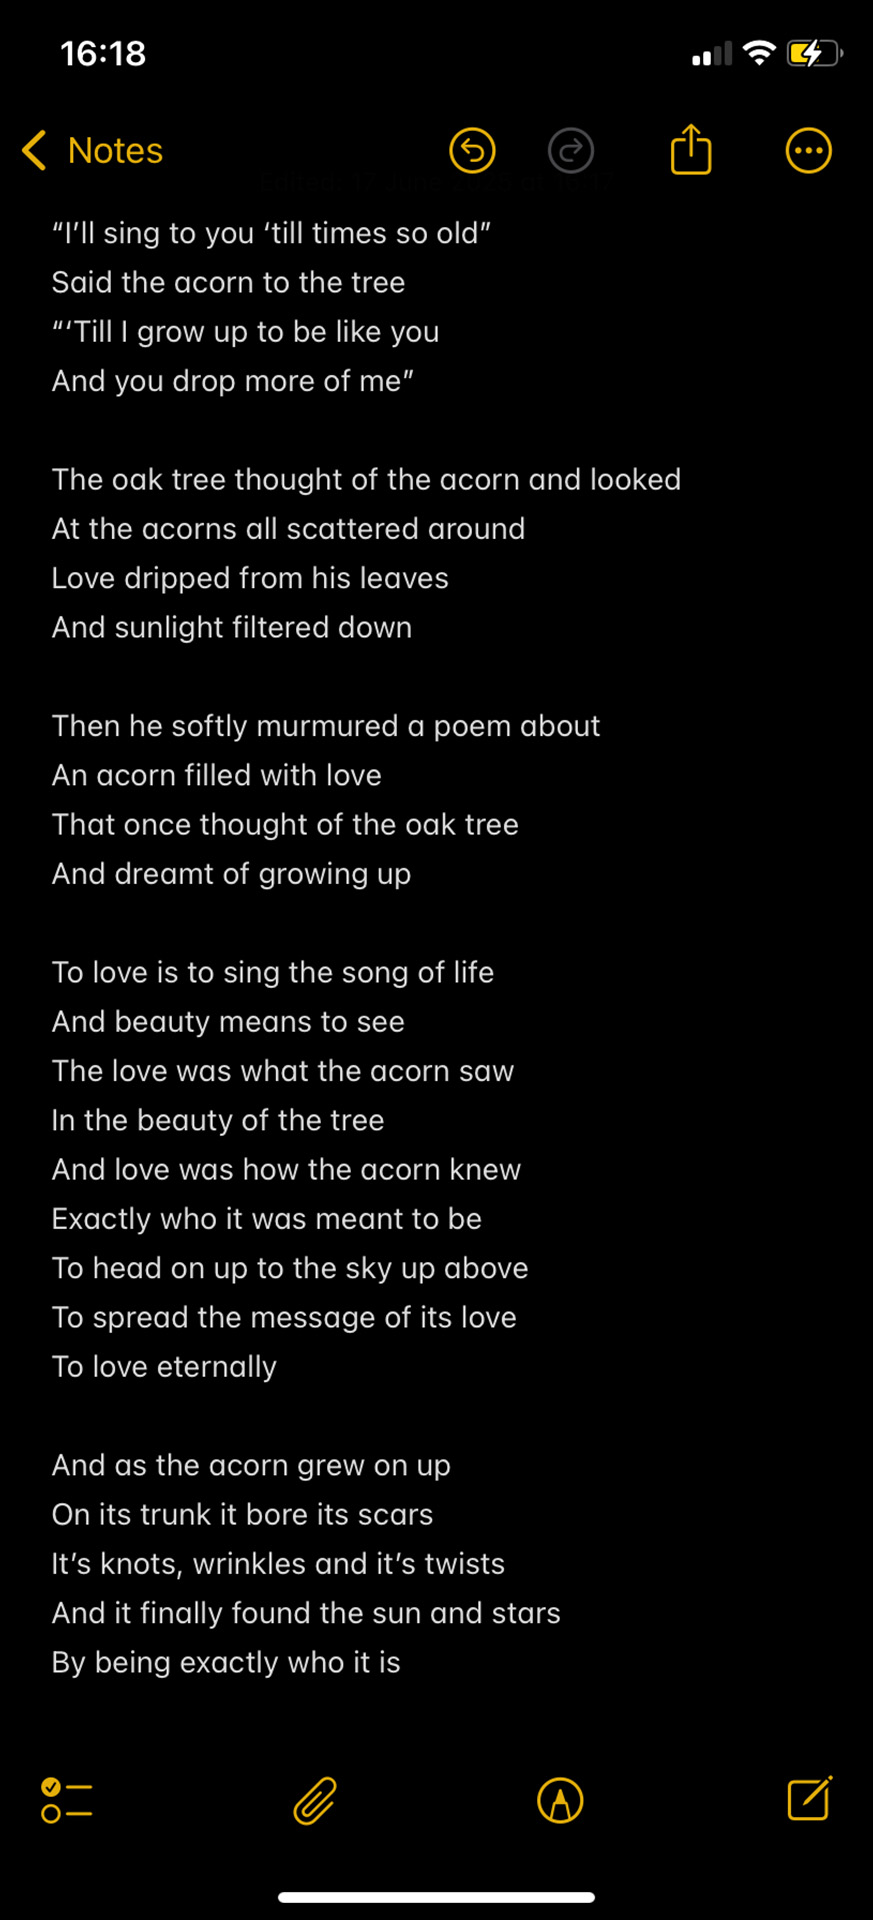 16:18
Notes
“I’ll sing to you ‘till times so old”
Said the acorn to the tree
“‘Till I grow up to be like you
And you drop more of me”
The oak tree thought of the acorn and looked
At the acorns all scattered around
Love dripped from his leaves
And sunlight filtered down
Then he softly murmured a poem about
An acorn filled with love
That once thought of the oak tree
And dreamt of growing up
To love is to sing the song of life
And beauty means to see
The love was what the acorn saw
In the beauty of the tree
And love was how the acorn knew
Exactly who it was meant to be
To head on up to the sky up above
To spread the message of its love
To love eternally
And as the acorn grew on up
On its trunk it bore its scars
It’s knots, wrinkles and it’s twists
And it finally found the sun and stars
By being exactly who it is